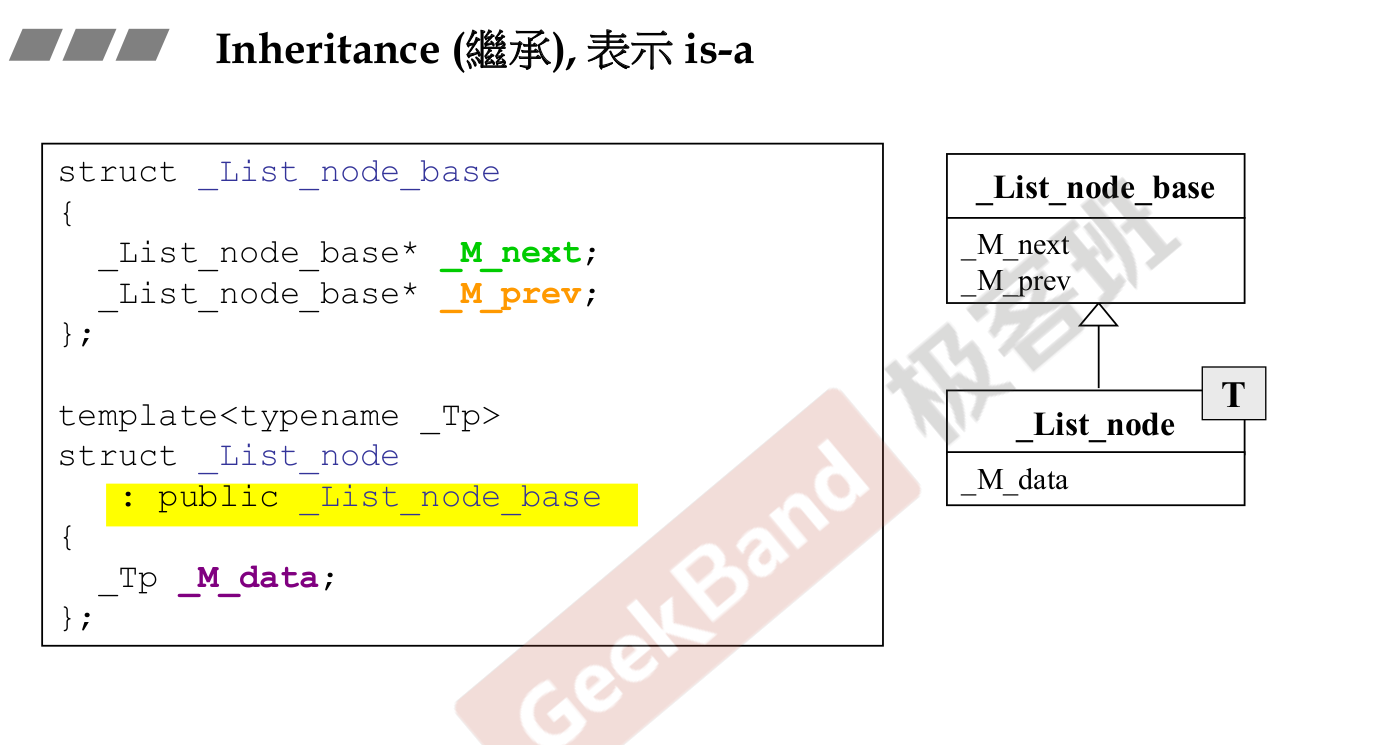 Inheritance (繼承), 表示 is-a
struct _List_node_base
{
  _List_node_base* _M_next;
  _List_node_base* _M_prev;
};
template<typename _Tp>
struct _List_node
   : public _List_node_base
{
  _Tp _M_data;
};
_List_node_base
_M_next
_M_prev
T
_List_node
_M_data
GeekBand 极客班